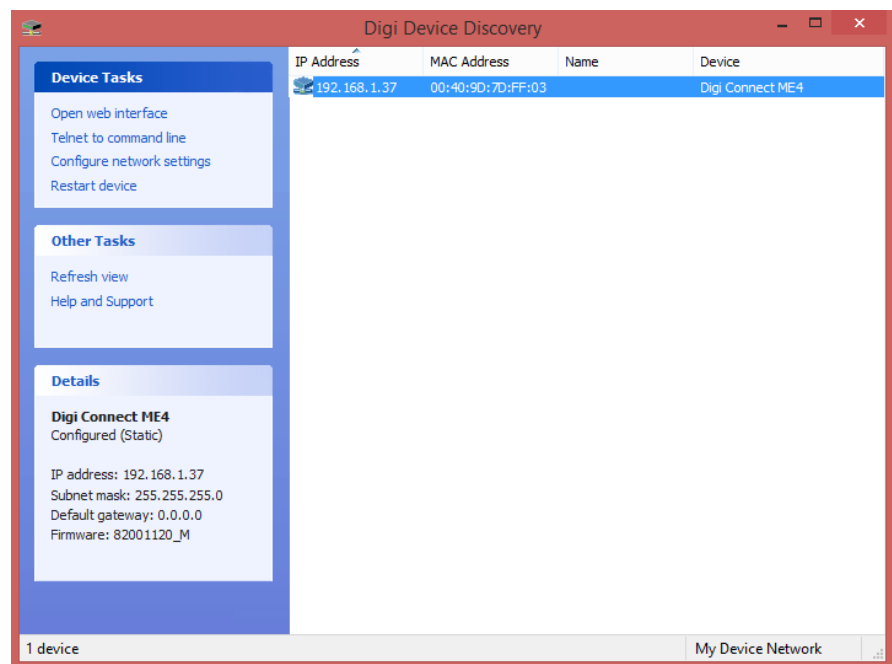 Digi Device Discovery
Device Tasks
Open web interface
Telnet to command line
Configure network settings
Restart device
Other Tasks
Refresh view
Help and Support
Details
Digi Connect ME4
Configured (Static)
IP address: 192.168.1.37
Subnet mask: 255.255.255.0
Default gateway: 0.0.0.0
Firmware: 82001120_M
IP Address MAC Address Name Device
192.168.1.37 00:40:9D:7D:FF:03 Digi Connect ME4
1 device My Device Network